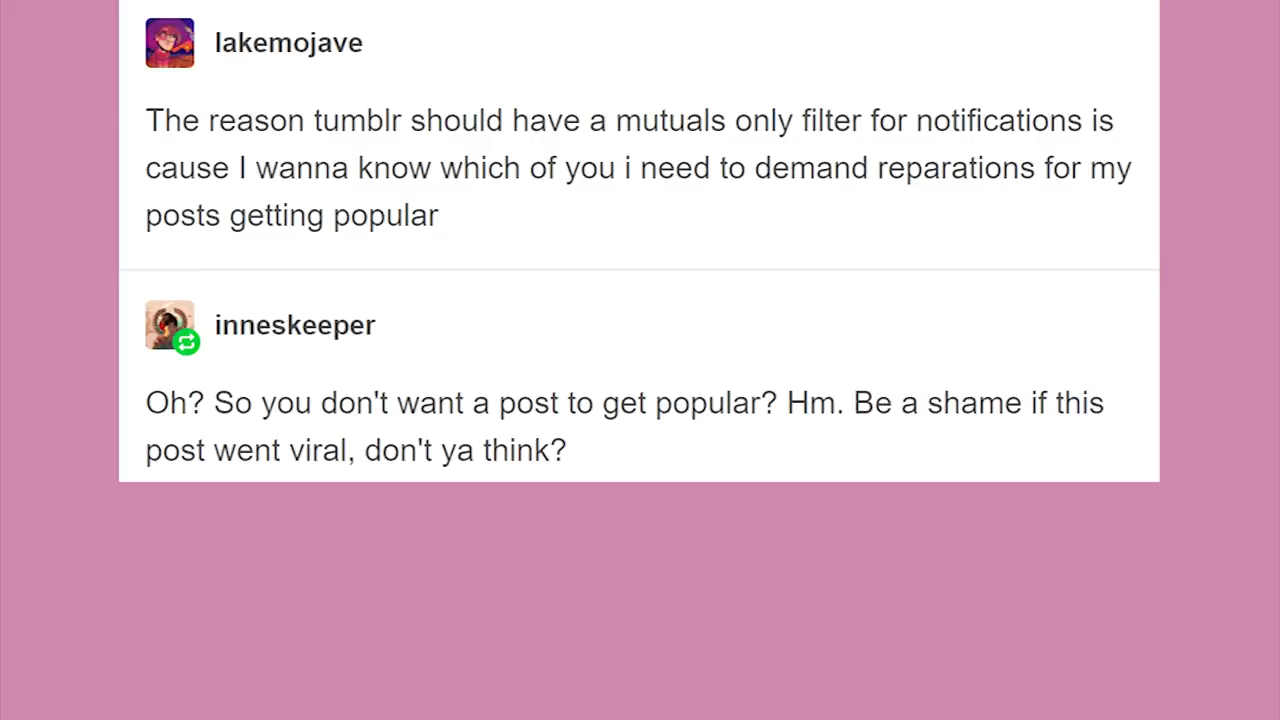 lakemojave
The reason tumblr should have a mutuals only filter for notifications is
cause I wanna know which of you i need to demand reparations for my
posts getting popular
inneskeeper
Oh? So you don't want a post to get popular? Hm. Be a shame if this
post went viral, don't ya think?